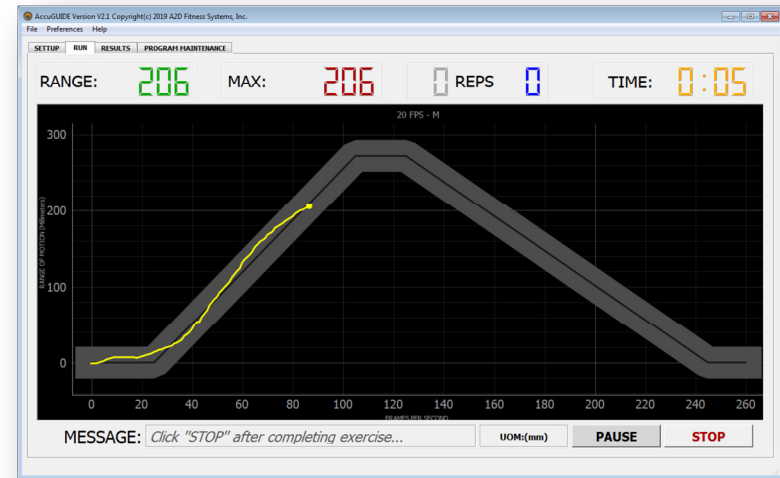 AccuGUIDE Version V2.1 Copyright(c) 2019 A2D Fitness Systems, Inc.
File Preferences Help
SETTUP RUN RESULTS PROGRAM MAINTENANCE
RANGE: 206 MAX: 206 0 REPS 0 TIME: 0:05
20 FPS - M
300
200
100
0
RANGE OF MOTION (Millimeters)
0 20 40 60 80 100 120 140 160 180 200 220 240 260
FRAMES PER SECOND
MESSAGE: Click "STOP" after completing exercise... UOM:(mm) PAUSE STOP